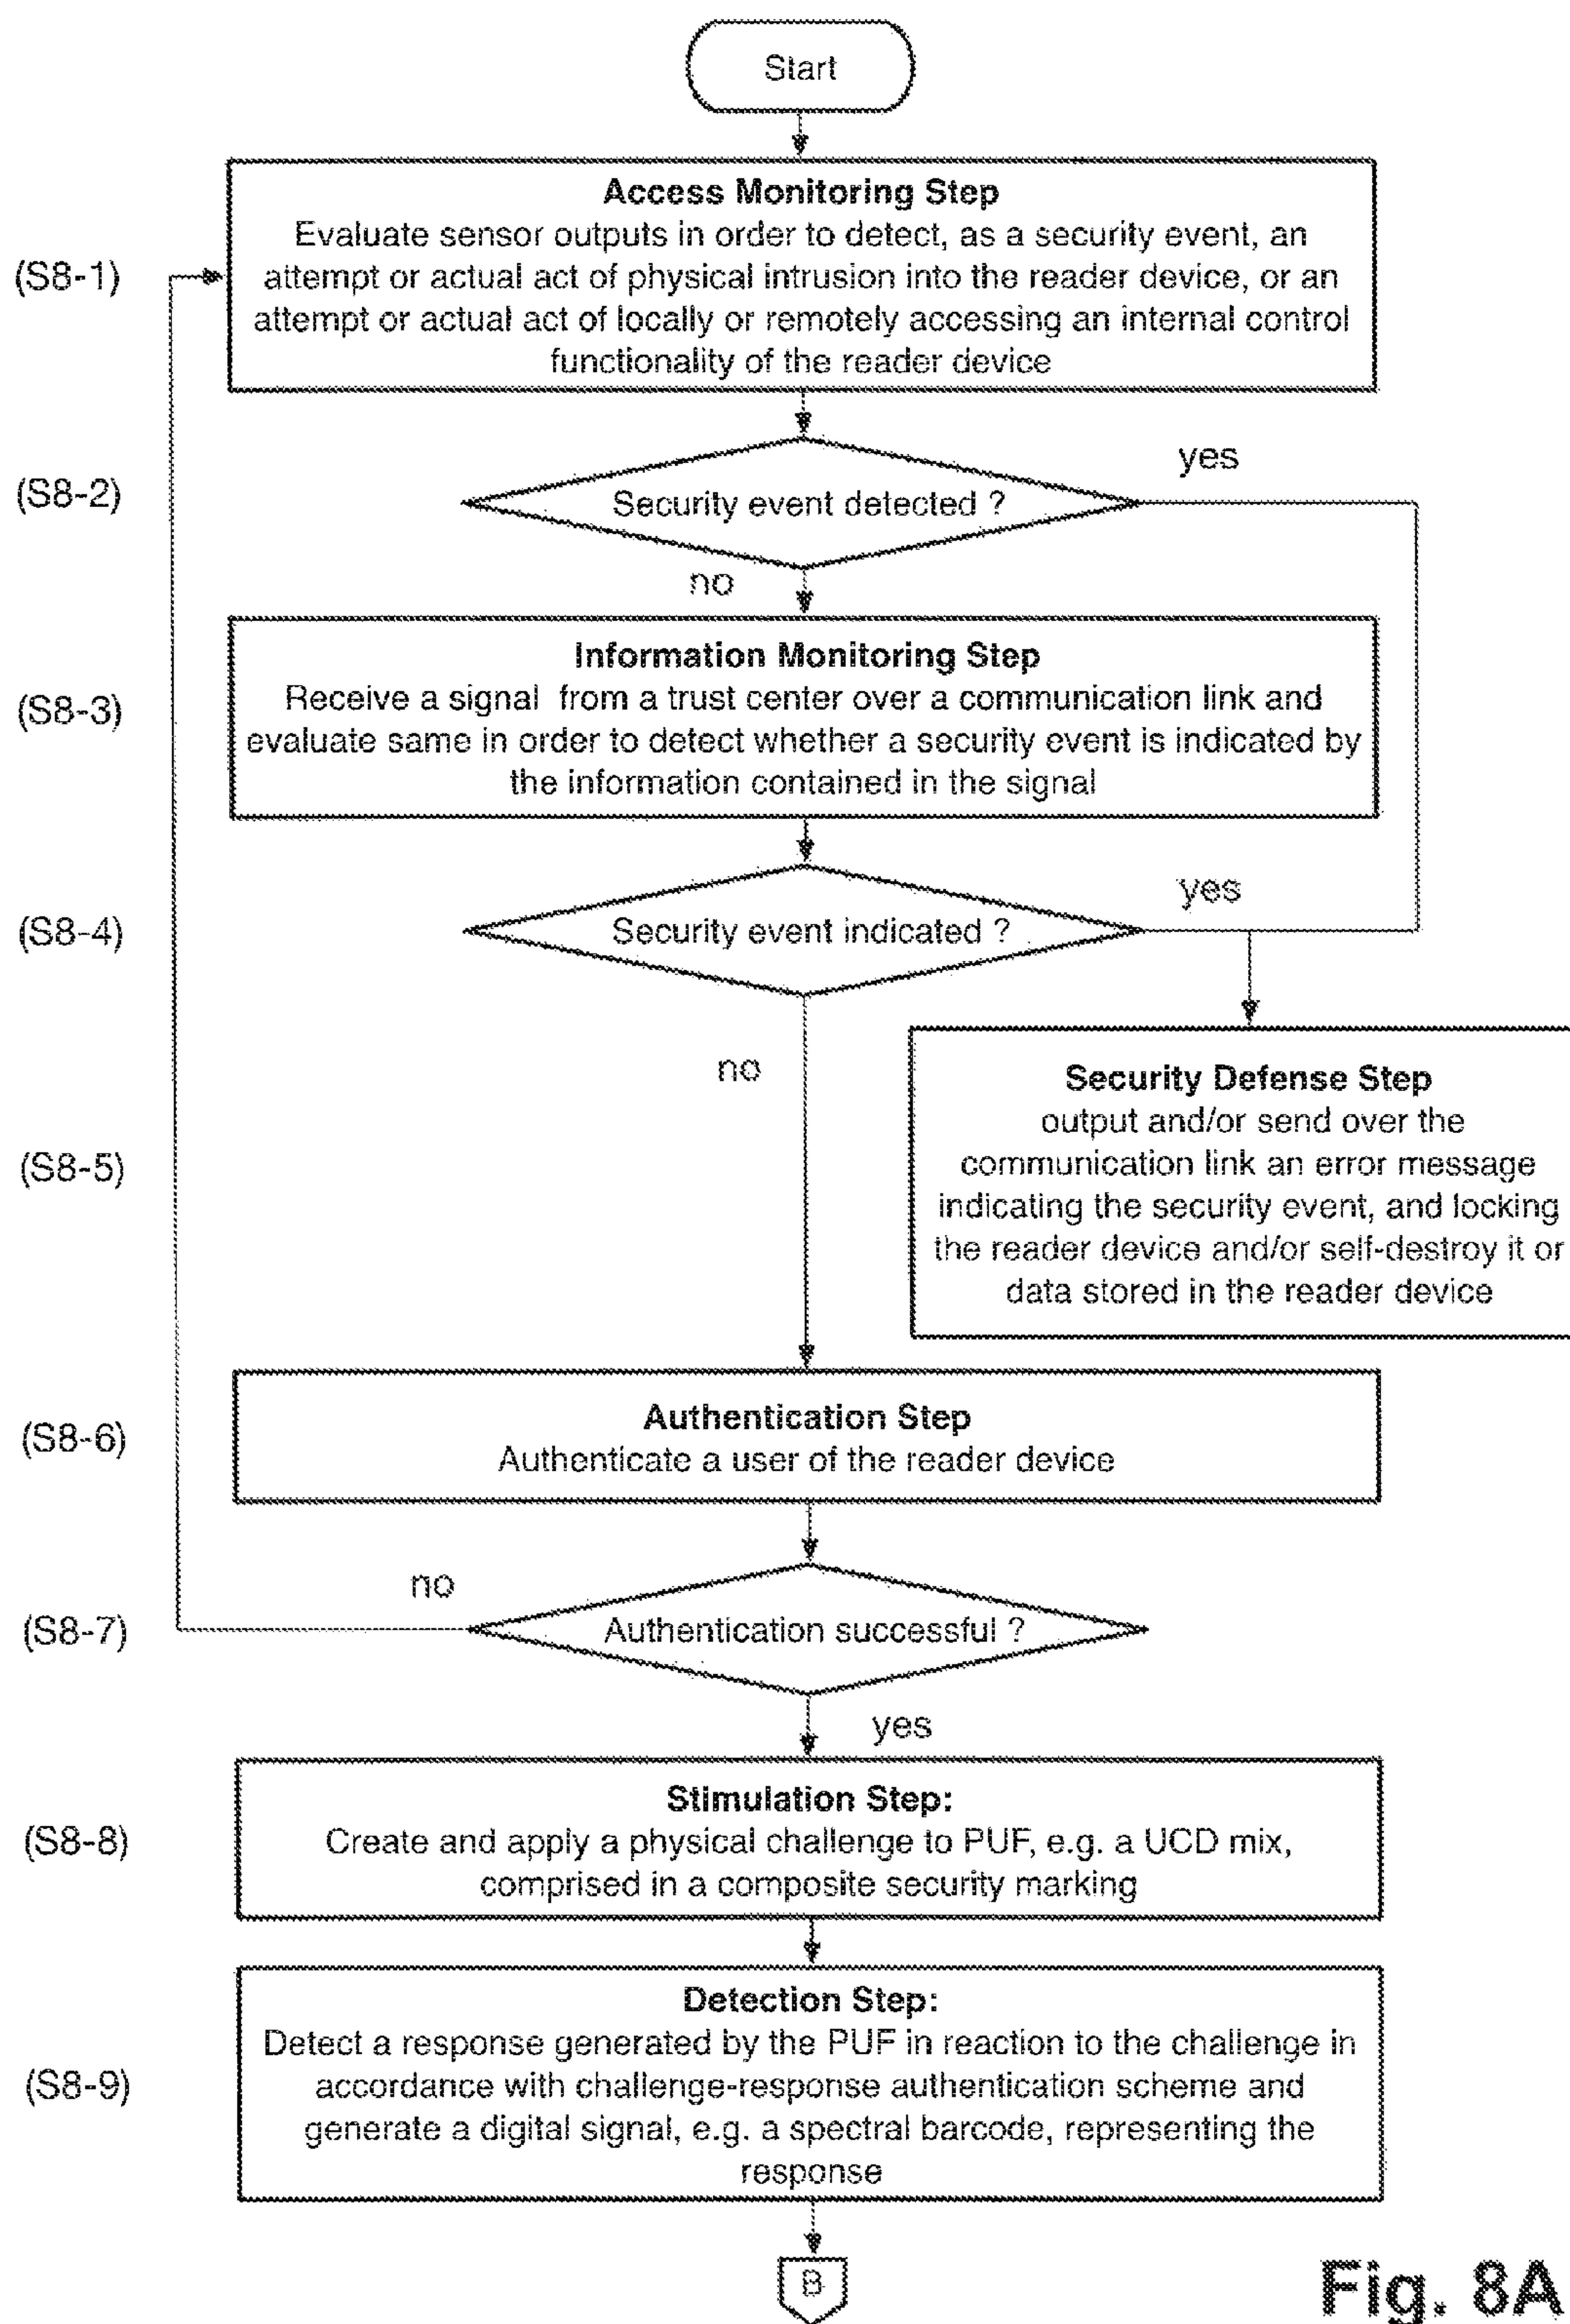 Start
Access Monitoring Step
Evaluate sensor outputs in order to detect, as a security event, an
(S8-1)
attempt or actual act of physical intrusion into the reader device, or an
attempt or actual act of locally or remotely accessing an internal control
functionality of the reader device
yes
(S8-2)
Security event detected ?
no
Information Monitoring Step
Receive a signal from a trust center over a communication link and
(S8-3)
evaluate same in order to detect whether a security event is indicated by
the information contained in the signal
yes
(S8-4)
Security event indicated ?
no
Security Defense Step
output and/or send over the
(S8-5)
communication link an error message
indicating the security event, and locking
the reader device and/or self-destroy it or
data stored in the reader device
Authentication Step
(S8-6)
Authenticate a user of the reader device
no
(S8-7)
Authentication successful ?
yes
Stimulation Step:
(S8-8)
Create and apply a physical challenge to PUF, e.g. a UCD mix,
comprised in a composite security marking
Detection Step:
Detect a response generated by the PUF in reaction to the challenge in
(S8-9)
accordance with challenge-response authentication scheme and
generate a digital signal, e.g. a spectral barcode, representing the
response
B
Fig. 8A